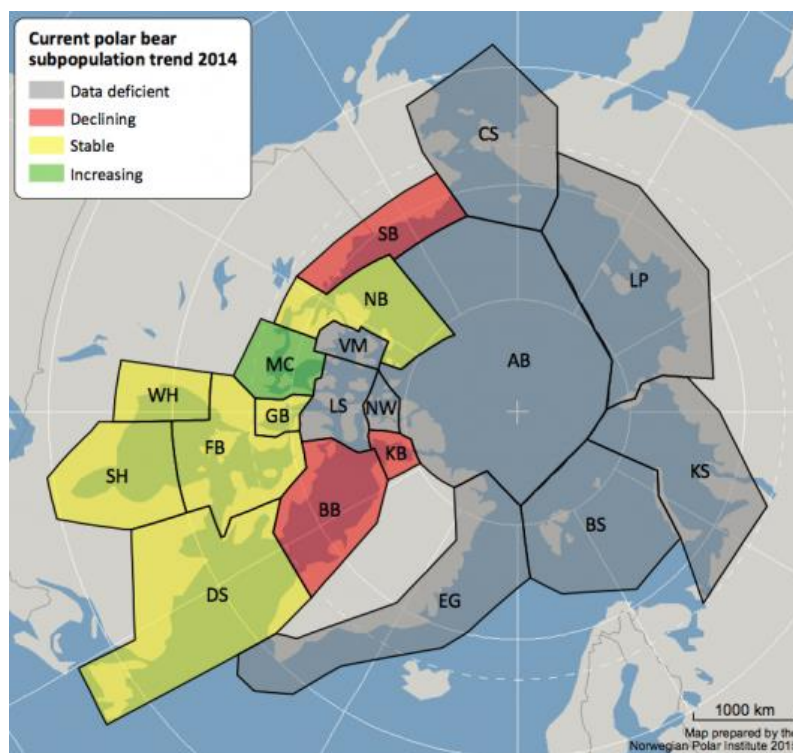 Current polar bear
subpopulation trend 2014
Data deficient
Declining
Stable
Increasing
CS
SB
LP
NB
VM
AB
MC
WH
GB
LS
NW
FB
KB
SH
KS
BB
BS
DS
EG
1000 km
Map prepared by the
Norwegian Polar Institute 201